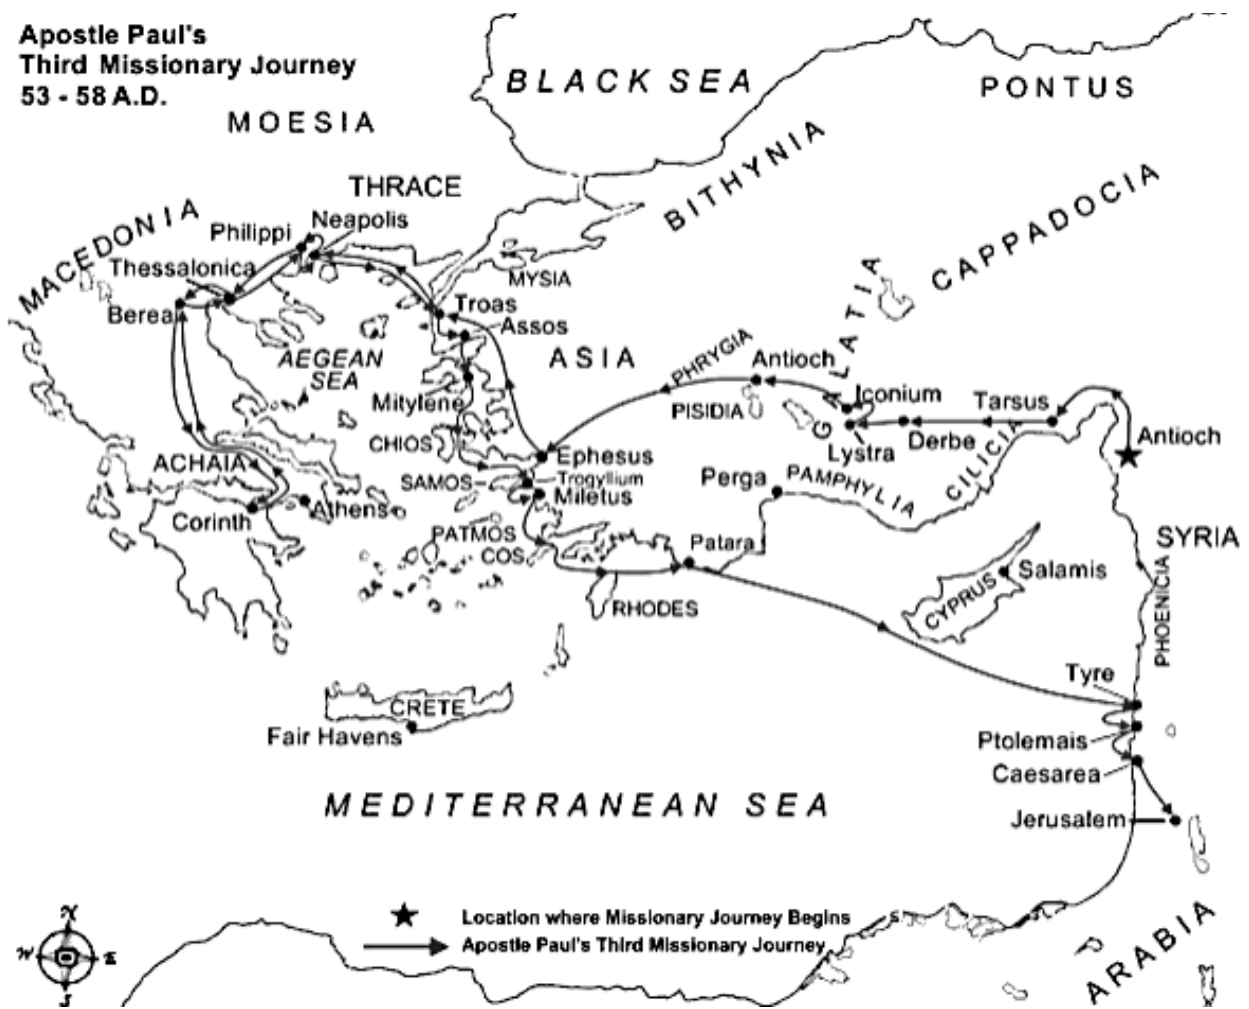 Apostle Paul's
Third Missionary Journey
53 - 58 A.D.
BLACK SEA
PONTUS
MOESIA
BITHYNIA
THRACE
CAPPADOCIA
MACEDONIA
Neapolis
Philippi
Thessalonica
MYSIA
GALATIA
Berea
Troas
Assos
AEGEAN
SEA
ASIA
PHRYGIA
Antioch
Mitylene
PISIDIA
Iconium
Tarsus
CHIOS
Lystra
Derbe
CILICIA
Antioch
Ephesus
ACHAIA
SAMOS
Trogyllium
Perga
PAMPHYLIA
Miletus
Corinth
Athens
PATMOS
COS
Patara
SYRIA
RHODES
CYPRUS
Salamis
PHOENICIA
Tyre
CRETE
Fair Havens
Ptolemais
Caesarea
MEDITERRANEAN SEA
Jerusalem
N
W
E
S
Location where Missionary Journey Begins
Apostle Paul's Third Missionary Journey
ARABIA